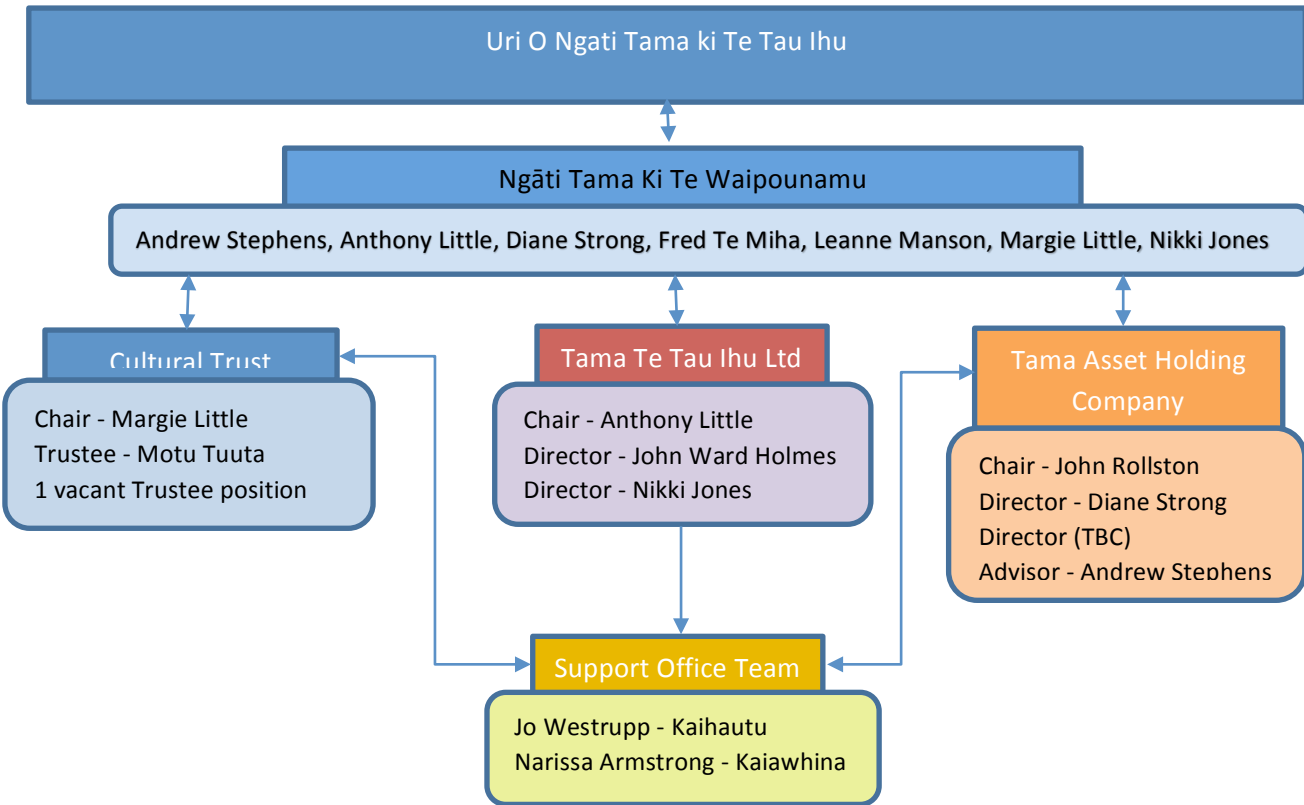 Uri O Ngati Tama ki Te Tau Ihu
Ngāti Tama Ki Te Waipounamu
Andrew Stephens, Anthony Little, Diane Strong, Fred Te Miha, Leanne Manson, Margie Little, Nikki Jones
Cultural Trust
Chair - Margie Little
Trustee - Motu Tuuta
1 vacant Trustee position
Tama Te Tau Ihu Ltd
Chair - Anthony Little
Director - John Ward Holmes
Director - Nikki Jones
Tama Asset Holding
Company
Chair - John Rollston
Director - Diane Strong
Director (TBC)
Advisor - Andrew Stephens
Support Office Team
Jo Westrupp - Kaihautu
Narissa Armstrong - Kaiawhina